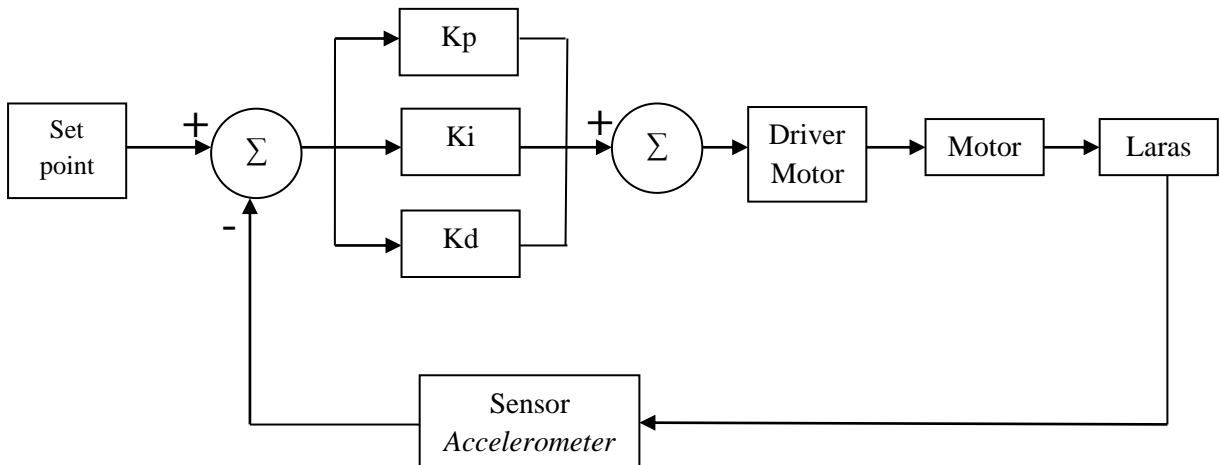 Set
point
+
-
∑
Kp
Ki
Kd
+
∑
Driver
Motor
Motor
Laras
Sensor
Accelerometer